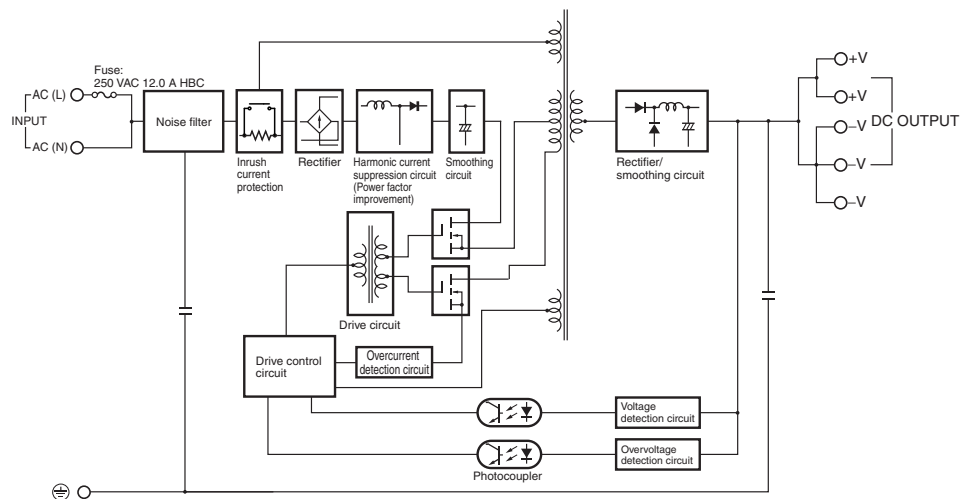 Fuse:
250 VAC 12.0 A HBC
AC (L)
INPUT
AC (N)
Noise filter
Inrush
current
protection
Rectifier
Harmonic current
suppression circuit
(Power factor
improvement)
Smoothing
circuit
Rectifier/
smoothing circuit
+V
+V
–V
–V
–V
DC OUTPUT
Drive circuit
Drive control
circuit
Overcurrent
detection circuit
Voltage
detection circuit
Overvoltage
detection circuit
Photocoupler